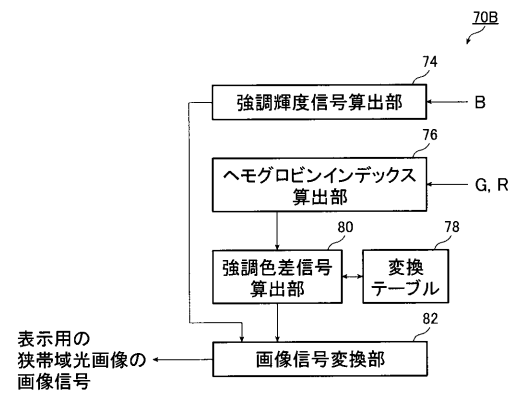 70B
74
強調輝度信号算出部
B
76
ヘモグロビンインデックス
算出部
G, R
80
強調色差信号
算出部
78
変換
テーブル
82
画像信号変換部
表示用の
狭帯域光画像の
画像信号